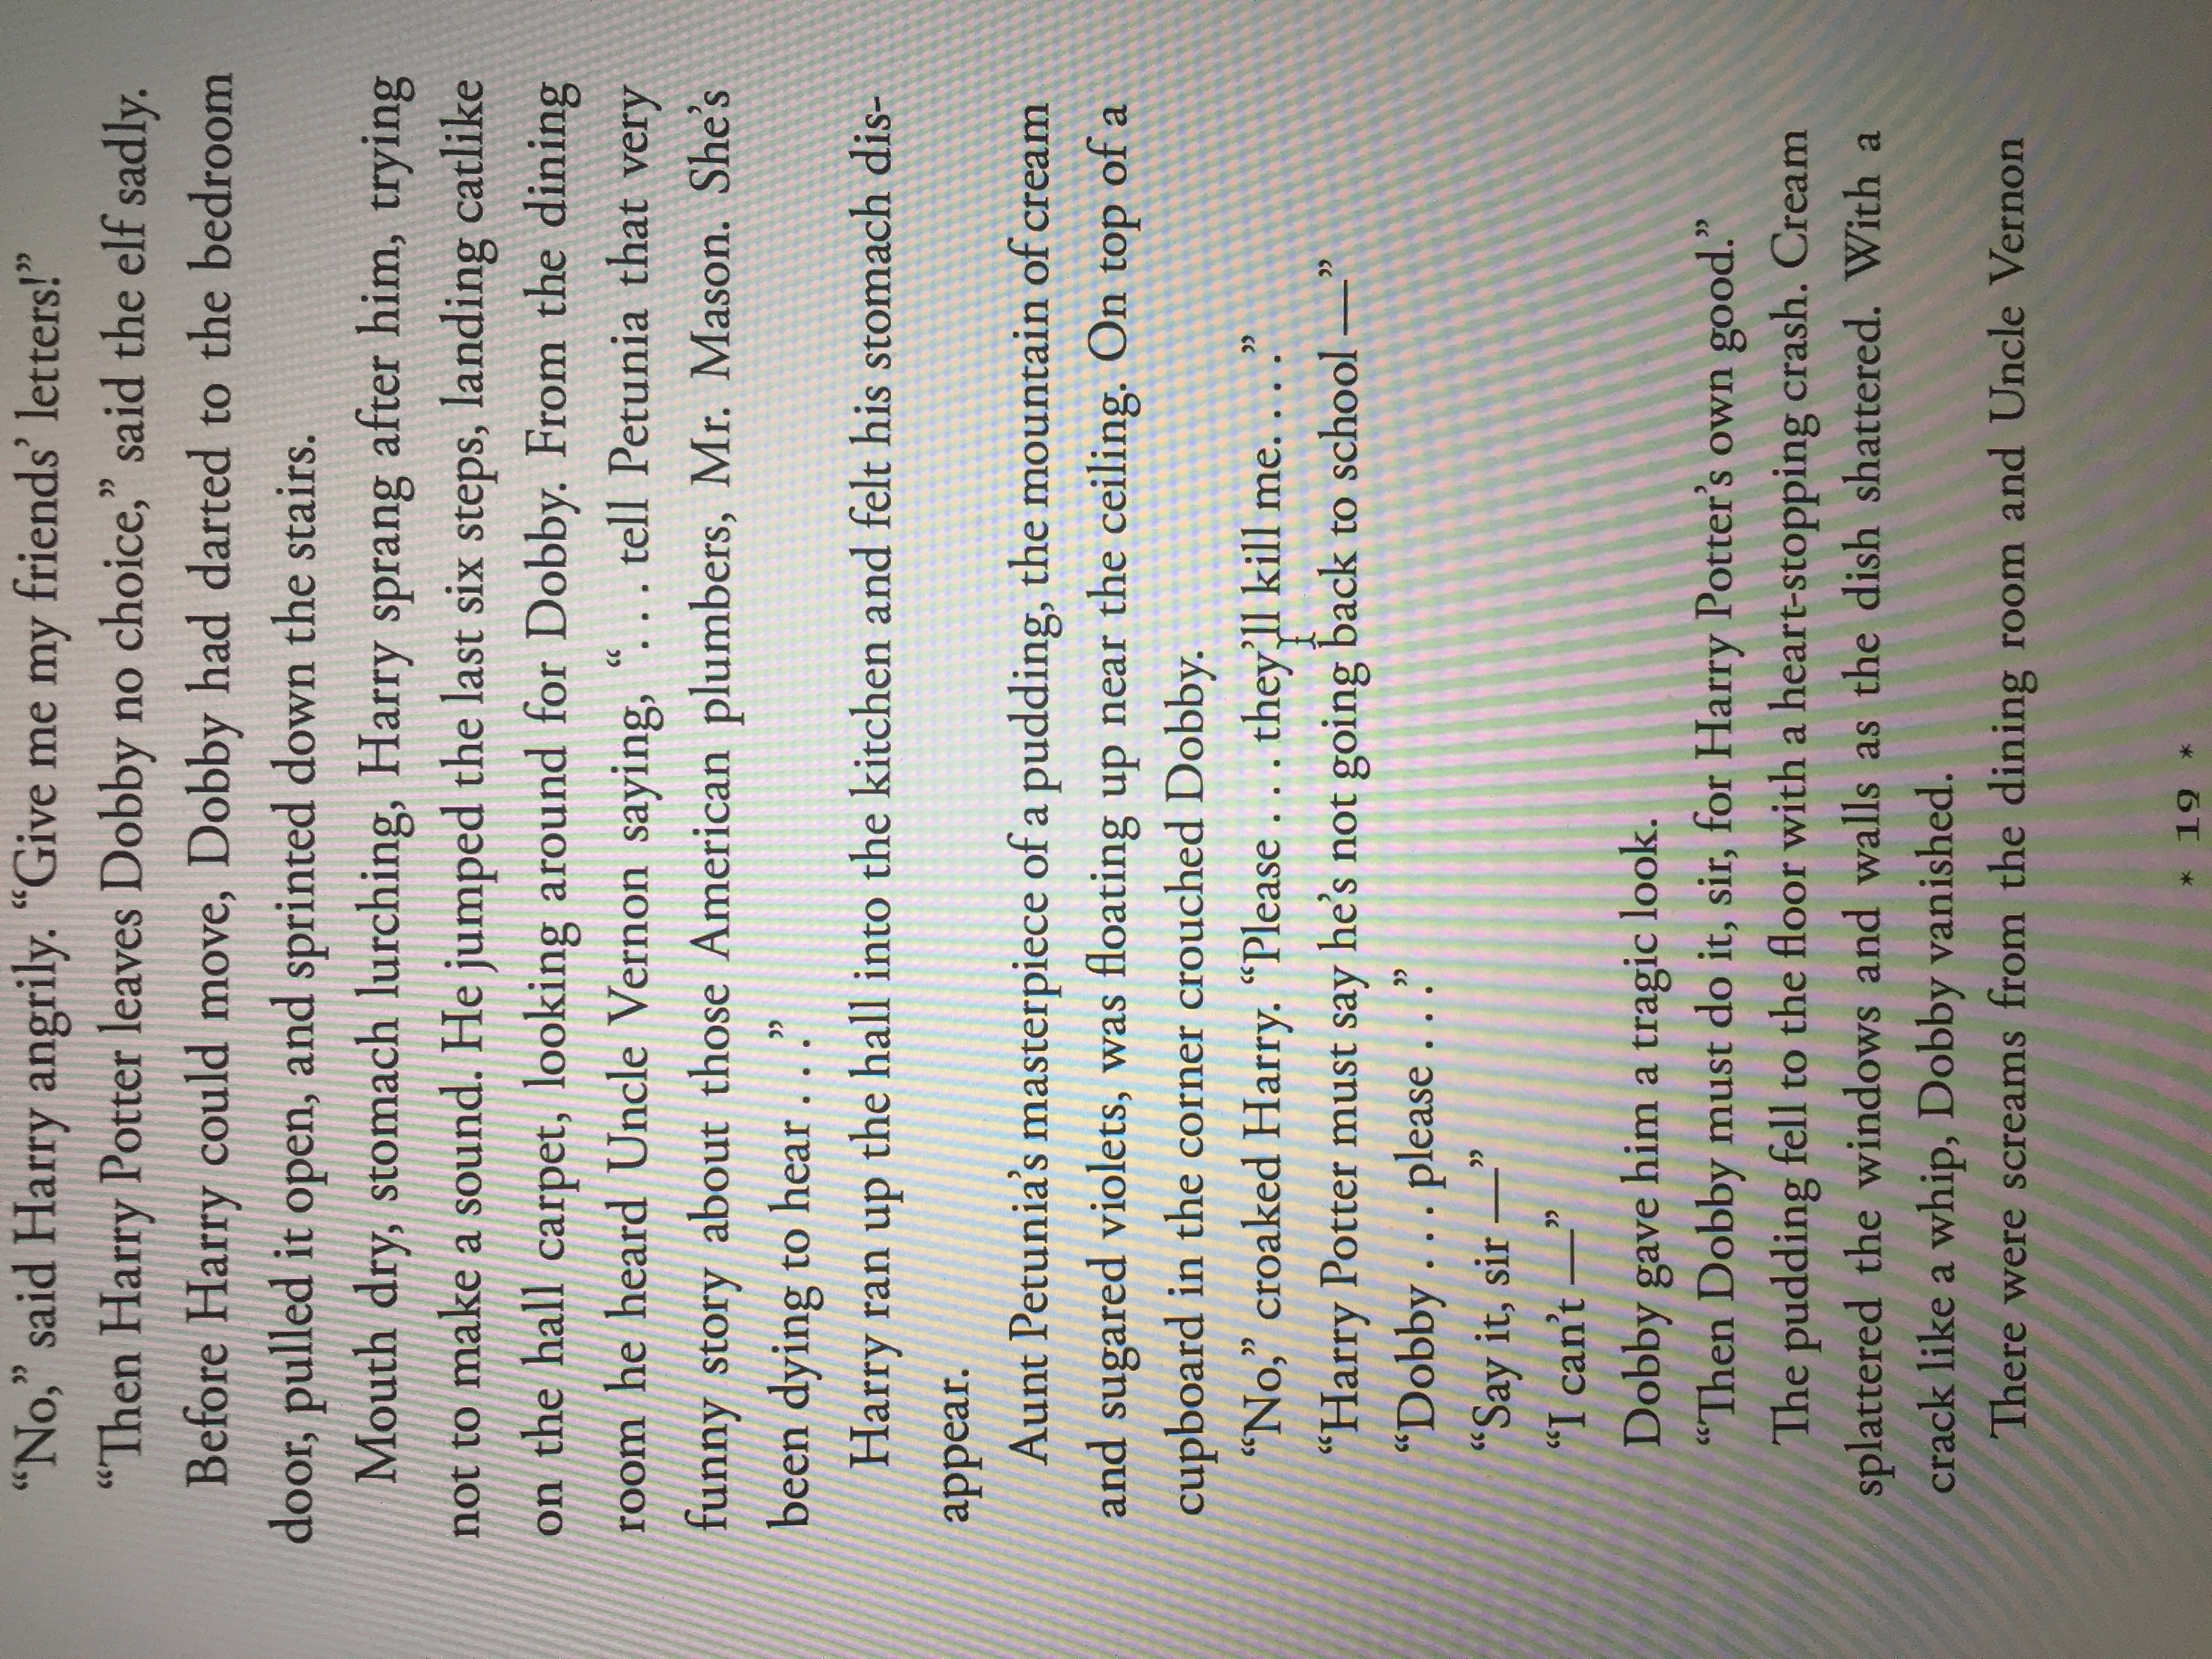 “No,” said Harry angrily. “Give me my friends’ letters!”
“Then Harry Potter leaves Dobby no choice,” said the elf sadly.
Before Harry could move, Dobby had darted to the bedroom
door, pulled it open, and sprinted down the stairs.
Mouth dry, stomach lurching, Harry sprang after him, trying
not to make a sound. He jumped the last six steps, landing catlike
on the hall carpet, looking around for Dobby. From the dining
room he heard Uncle Vernon saying, “. . . tell Petunia that very
funny story about those American plumbers, Mr. Mason. She’s
been dying to hear . . .”
Harry ran up the hall into the kitchen and felt his stomach dis-
appear.
Aunt Petunia’s masterpiece of a pudding, the mountain of cream
and sugared violets, was floating up near the ceiling. On top of a
cupboard in the corner crouched Dobby.
“No,” croaked Harry. “Please . . . they’ll kill me. . . .”
“Harry Potter must say he’s not going back to school —”
“Dobby . . . please . . .”
“Say it, sir —”
“I can’t —”
Dobby gave him a tragic look.
“Then Dobby must do it, sir, for Harry Potter’s own good.”
The pudding fell to the floor with a heart-stopping crash. Cream
splattered the windows and walls as the dish shattered. With a
crack like a whip, Dobby vanished.
There were screams from the dining room and Uncle Vernon
* 19 *